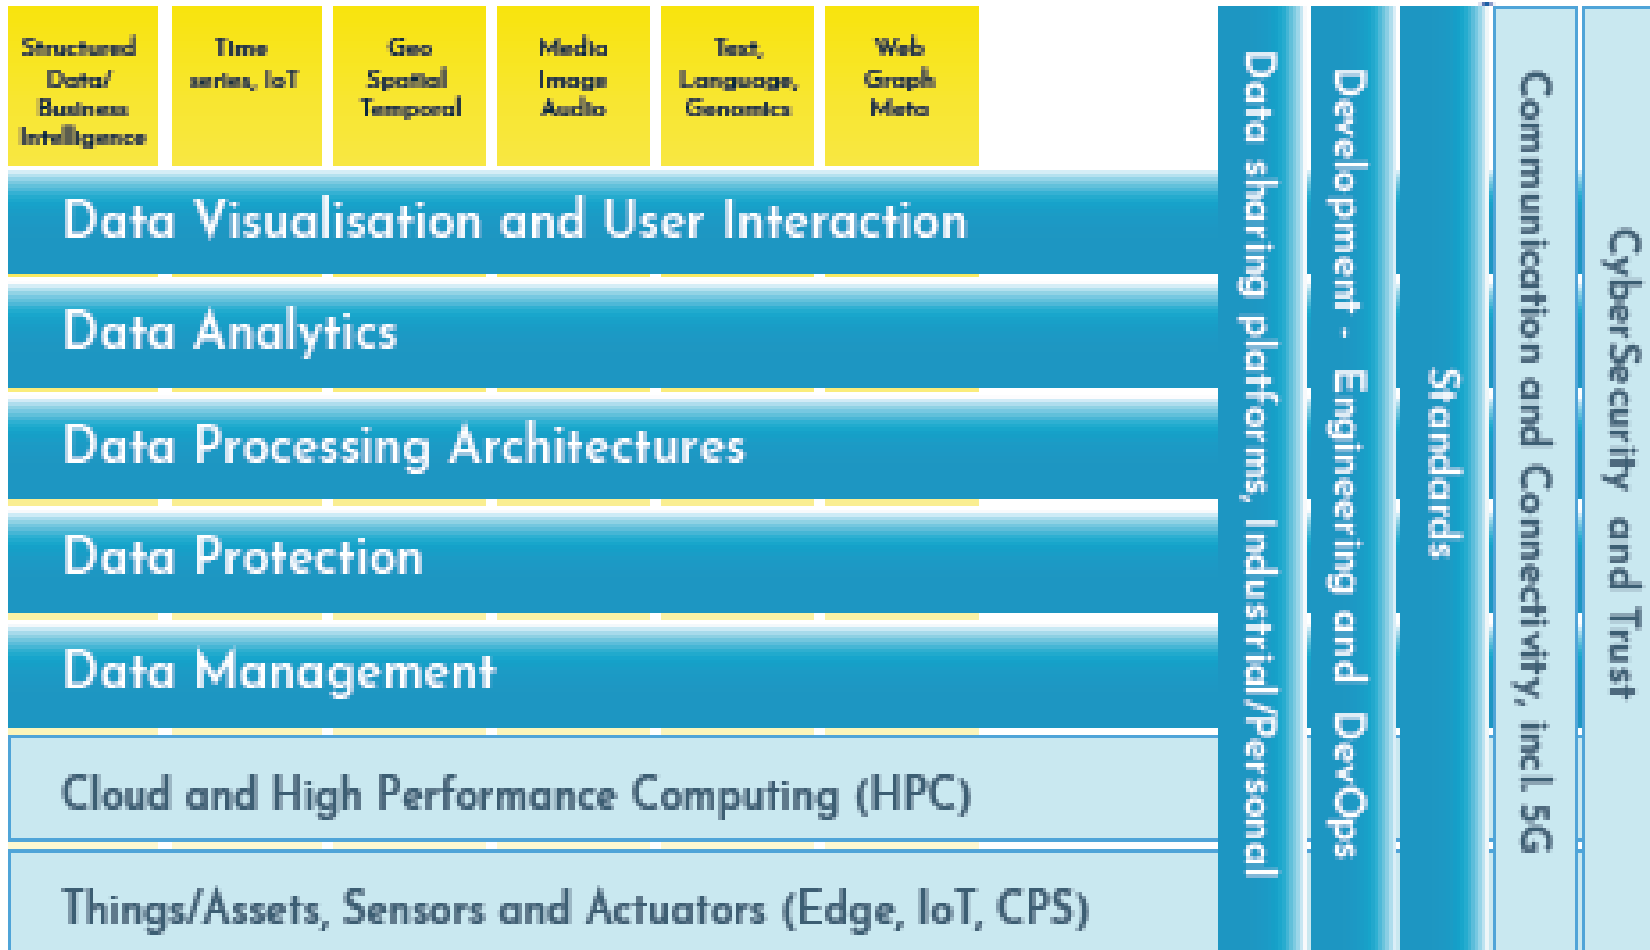 Structured
Data/
Business
Intelligence
Time
series, IoT
Geo
Spatial
Temporal
Media
Image
Audio
Text,
Language,
Genomics
Web
Graph
Meta
Data Visualisation and User Interaction
Data Analytics
Data Processing Architectures
Data Protection
Data Management
Cloud and High Performance Computing (HPC)
Things/Assets, Sensors and Actuators (Edge, IoT, CPS)
Data sharing platforms, Industrial/Personal
Development - Engineering and DevOps
Standards
Communication and Connectivity, incl. 5G
CyberSecurity and Trust